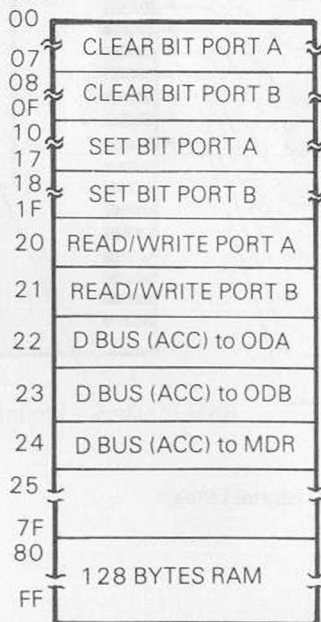 00
CLEAR BIT PORT A
07
08
CLEAR BIT PORT B
0F
10
SET BIT PORT A
17
18
SET BIT PORT B
1F
20 READ/WRITE PORT A
21 READ/WRITE PORT B
22 D BUS (ACC) to ODA
23 D BUS (ACC) to ODB
24 D BUS (ACC) to MDR
25
7F
80
128 BYTES RAM
FF